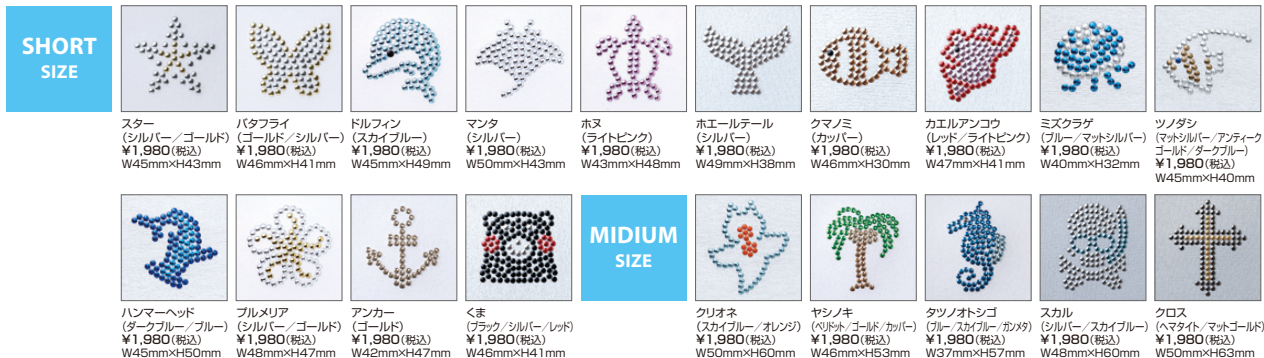 SHORT
SIZE
スター
(シルバー／ゴールド)
¥1,980(税込)
W45mm×H43mm
バタフライ
(ゴールド／シルバー)
¥1,980(税込)
W46mm×H41mm
ドルフィン
(スカイブルー)
¥1,980(税込)
W45mm×H49mm
マンタ
(シルバー)
¥1,980(税込)
W50mm×H43mm
ホヌ
(ライトピンク)
¥1,980(税込)
W43mm×H48mm
ホエールテール
(シルバー)
¥1,980(税込)
W49mm×H38mm
クマノミ
(カッパー)
¥1,980(税込)
W46mm×H30mm
カエルアンコウ
(レッド／ライトピンク)
¥1,980(税込)
W47mm×H41mm
ミズクラゲ
(ブルー／マットシルバー)
¥1,980(税込)
W40mm×H32mm
ツノダシ
(マットシルバー／アンティーク
ゴールド／ダークブルー)
¥1,980(税込)
W45mm×H40mm
ハンマーヘッド
(ダークブルー／ブルー)
¥1,980(税込)
W45mm×H50mm
プルメリア
(シルバー／ゴールド)
¥1,980(税込)
W48mm×H47mm
アンカー
(ゴールド)
¥1,980(税込)
W42mm×H47mm
くま
(ブラック／シルバー／レッド)
¥1,980(税込)
W46mm×H41mm
MIDIUM
SIZE
クリオネ
(スカイブルー／オレンジ)
¥1,980(税込)
W50mm×H60mm
ヤシノキ
(ペリドット／ゴールド／カッパー)
¥1,980(税込)
W46mm×H53mm
タツノオトシゴ
(ブルー／スカイブルー／ガンメタ)
¥1,980(税込)
W37mm×H57mm
スカル
(シルバー／スカイブルー)
¥1,980(税込)
W48mm×H60mm
クロス
(ヘマタイト／マットゴールド)
¥1,980(税込)
W50mm×H63mm